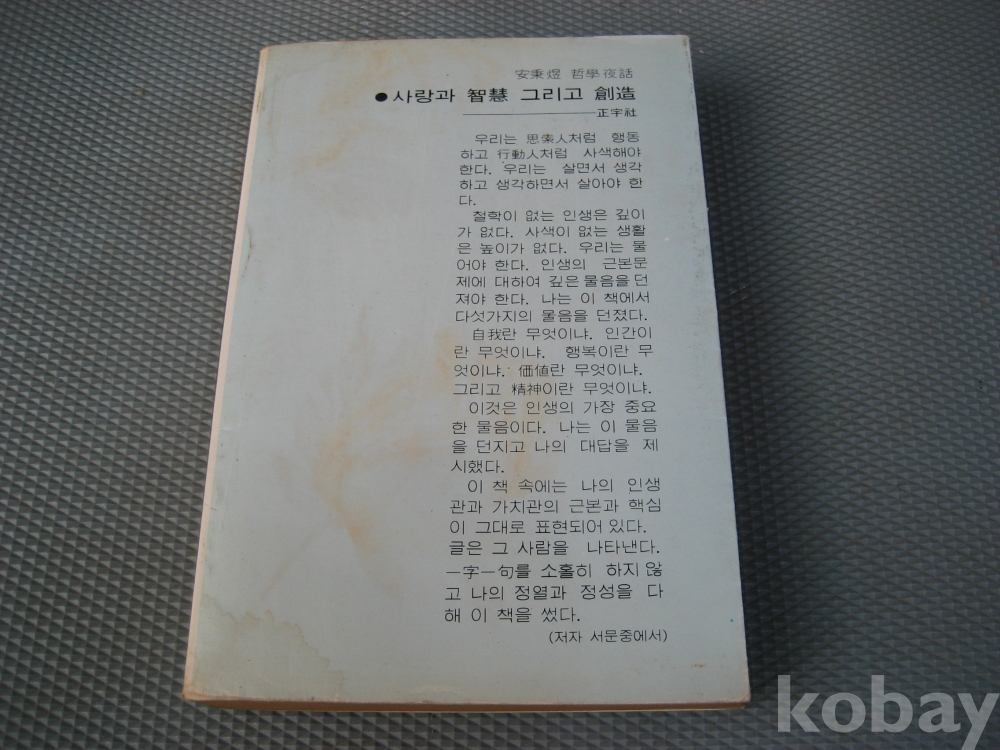 安秉煜 哲學夜話
●사랑과 智慧 그리고 創造
正宇社
우리는 思索人처럼 행동
하고 行動人처럼 사색해야
한다. 우리는 살면서 생각
하고 생각하면서 살아야 한
다.
철학이 없는 인생은 깊이
가 없다. 사색이 없는 생활
은 높이가 없다. 우리는 물
어야 한다. 인생의 근본문
제에 대하여 깊은 물음을 던
져야 한다. 나는 이 책에서
다섯가지의 물음을 던졌다.
自我란 무엇이냐. 인간이
란 무엇이냐. 행복이란 무
엇이냐. 価値란 무엇이냐.
그리고 精神이란 무엇이냐.
이것은 인생의 가장 중요
한 물음이다. 나는 이 물음
을 던지고 나의 대답을 제
시했다.
이 책 속에는 나의 인생
관과 가치관의 근본과 핵심
이 그대로 표현되어 있다.
글은 그 사람을 나타낸다.
一字一句를 소홀히 하지 않
고 나의 정열과 정성을 다
해 이 책을 썼다.
(저자 서문중에서)
kobay